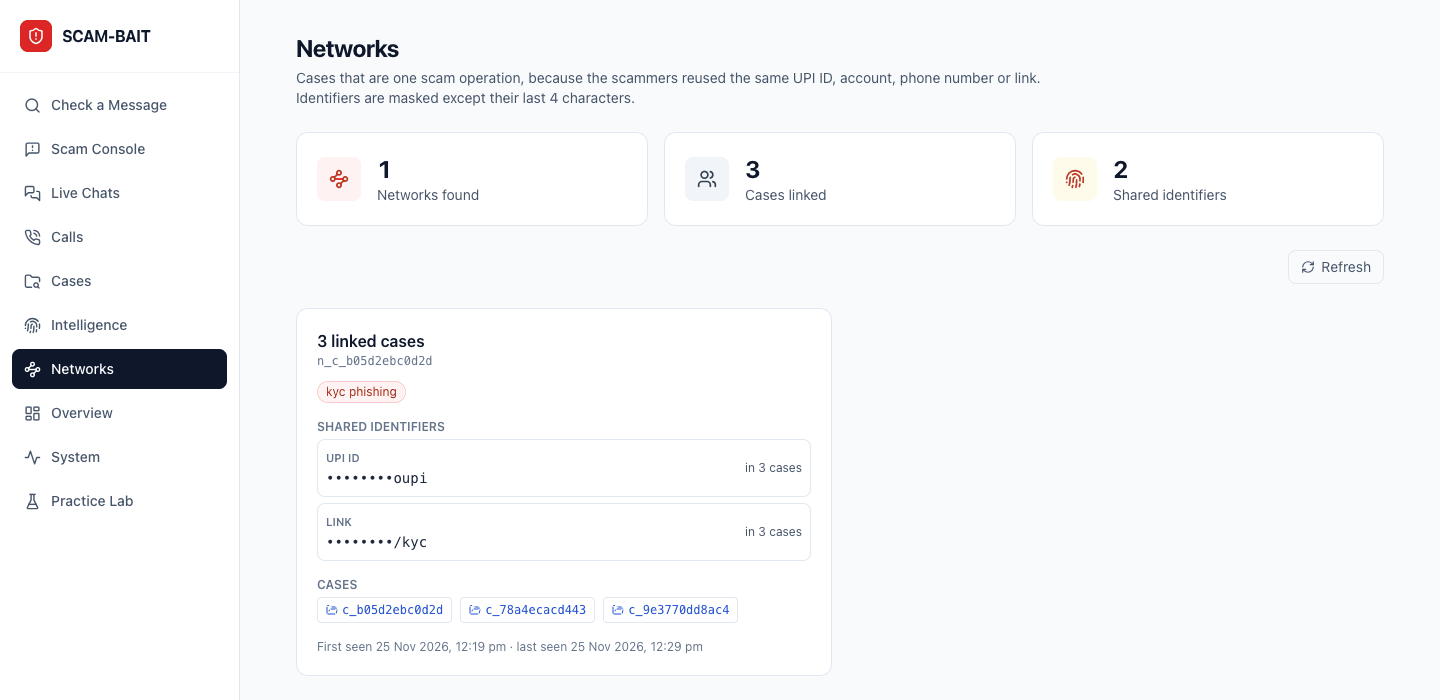 SCAM-BAIT
Check a Message
Scam Console
Live Chats
Calls
Cases
Intelligence
Networks
Overview
System
Practice Lab
Networks
Cases that are one scam operation, because the scammers reused the same UPI ID, account, phone number or link.
Identifiers are masked except their last 4 characters.
1
Networks found
3
Cases linked
2
Shared identifiers
Refresh
3 linked cases
n_c_b05d2ebc0d2d
kyc phishing
SHARED IDENTIFIERS
UPI ID
••••••••oupi
in 3 cases
LINK
••••••••/kyc
in 3 cases
CASES
c_b05d2ebc0d2d c_78a4ecacd443 c_9e3770dd8ac4
First seen 25 Nov 2026, 12:19 pm · last seen 25 Nov 2026, 12:29 pm